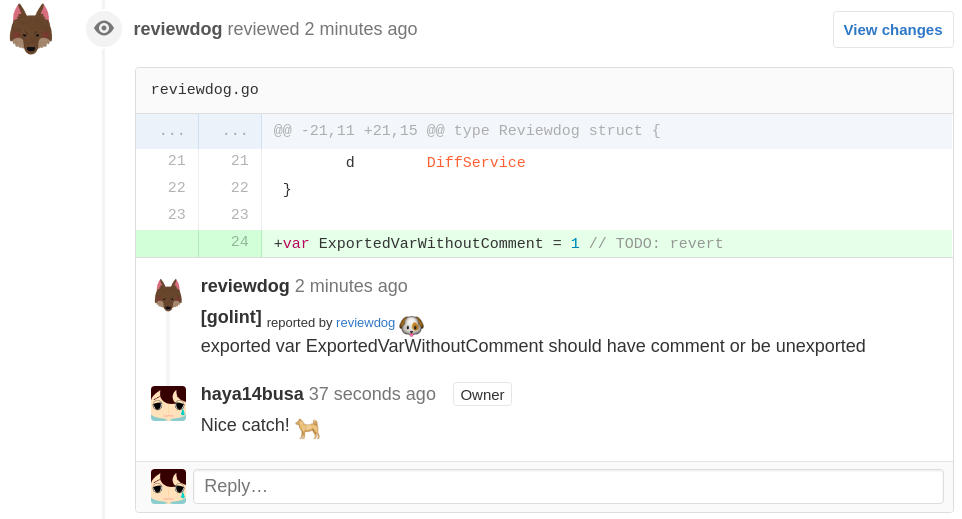 reviewdog reviewed 2 minutes ago
View changes
reviewdog.go
... ... @@ -21,11 +21,15 @@ type Reviewdog struct {
21 21 d DiffService
22 22 }
23 23
24 +var ExportedVarWithoutComment = 1 // TODO: revert
reviewdog 2 minutes ago
[golint] reported by reviewdog 🐶
exported var ExportedVarWithoutComment should have comment or be unexported
haya14busa 37 seconds ago Owner
Nice catch! 🐕
Reply…